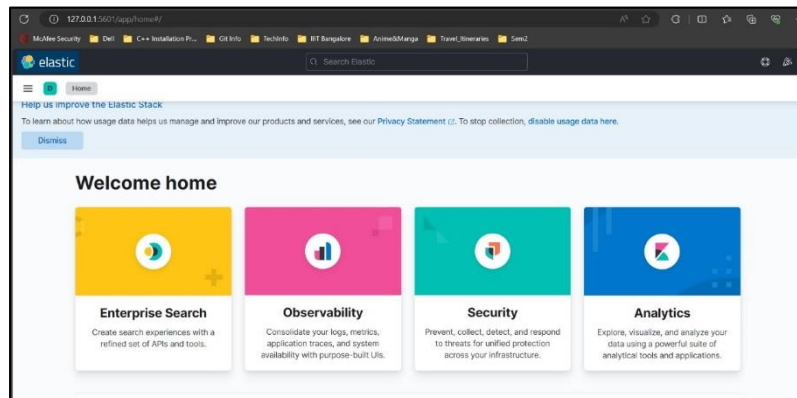 127.0.0.1:5601/app/home#/
McAfee Security Dell C++ Installation Pr... Git Info TechInfo IIIT Bangalore Anime&Manga Travel_Itineraries Sem2
elastic Search Elastic
D Home
Help us improve the Elastic Stack
To learn about how usage data helps us manage and improve our products and services, see our Privacy Statement. To stop collection, disable usage data here.
Dismiss
Welcome home
Enterprise Search
Create search experiences with a
refined set of APIs and tools.
Observability
Consolidate your logs, metrics,
application traces, and system
availability with purpose-built UIs.
Security
Prevent, collect, detect, and respond
to threats for unified protection
across your infrastructure.
Analytics
Explore, visualize, and analyze your
data using a powerful suite of
analytical tools and applications.